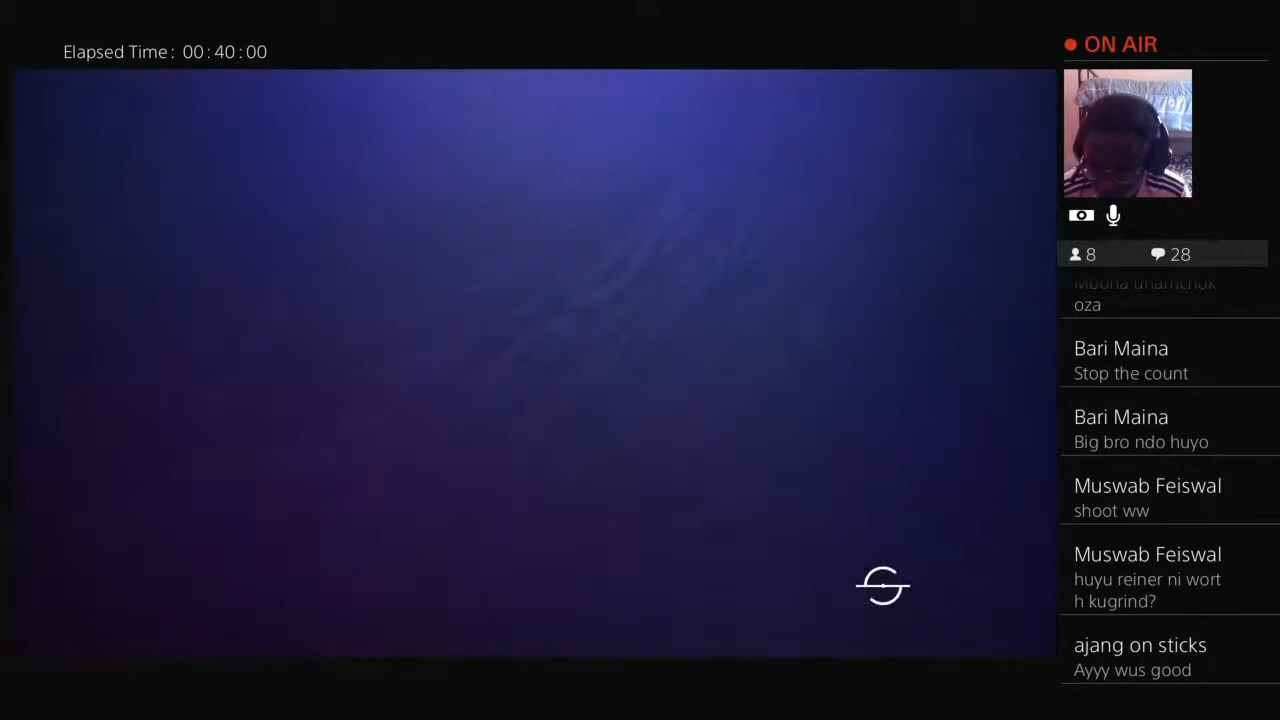 Elapsed Time: 00:40:00
ON AIR
8
28
oza
Bari Maina
Stop the count
Bari Maina
Big bro ndo huyo
Muswab Feiswal
shoot ww
Muswab Feiswal
huyu reiner ni wort
h kugrind?
ajang on sticks
Ayyy wus good